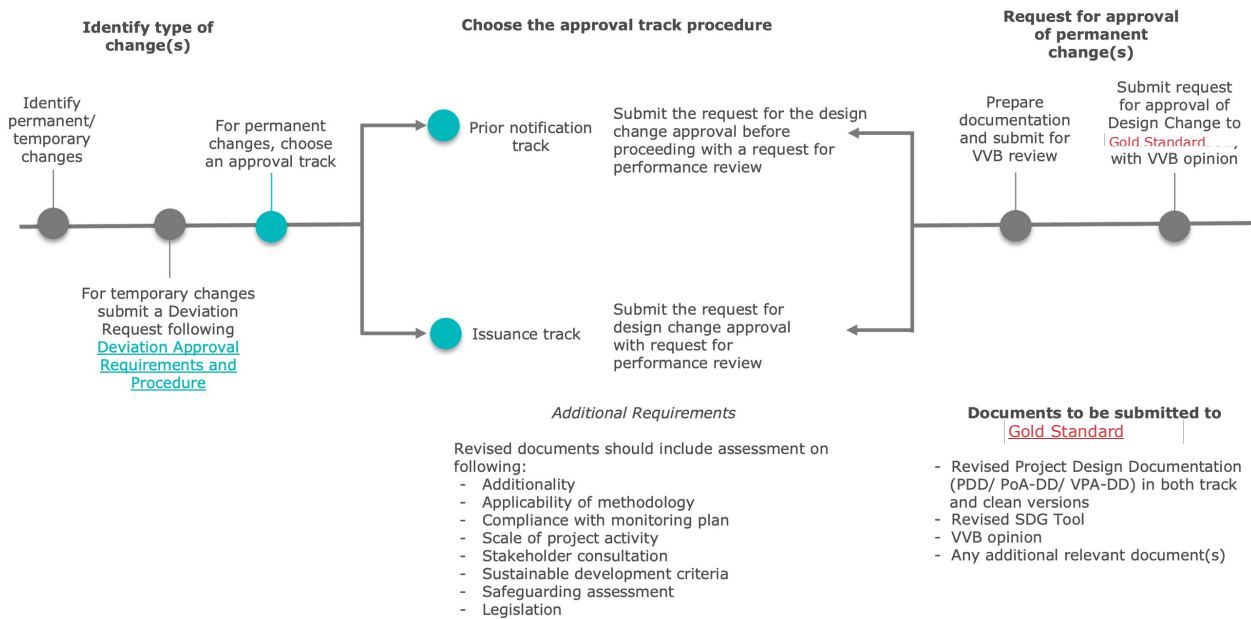 Identify type of
change(s)
Identify
permanent/
temporary
changes
For permanent
changes, choose
an approval track
For temporary changes
submit a Deviation
Request following
Deviation Approval
Requirements and
Procedure
Choose the approval track procedure
Prior notification
track
Submit the request for the design
change approval before
proceeding with a request for
performance review
Issuance track
Submit the request for
design change approval
with request for
performance review
Additional Requirements
Revised documents should include assessment on
following:
- Additionality
- Applicability of methodology
- Compliance with monitoring plan
- Scale of project activity
- Stakeholder consultation
- Sustainable development criteria
- Safeguarding assessment
- Legislation
Request for approval
of permanent
change(s)
Prepare
documentation
and submit for
VVB review
Submit request
for approval of
Design Change to
Gold Standard
with VVB opinion
Documents to be submitted to
Gold Standard
- Revised Project Design Documentation
(PDD/ PoA-DD/ VPA-DD) in both track
and clean versions
- Revised SDG Tool
- VVB opinion
- Any additional relevant document(s)